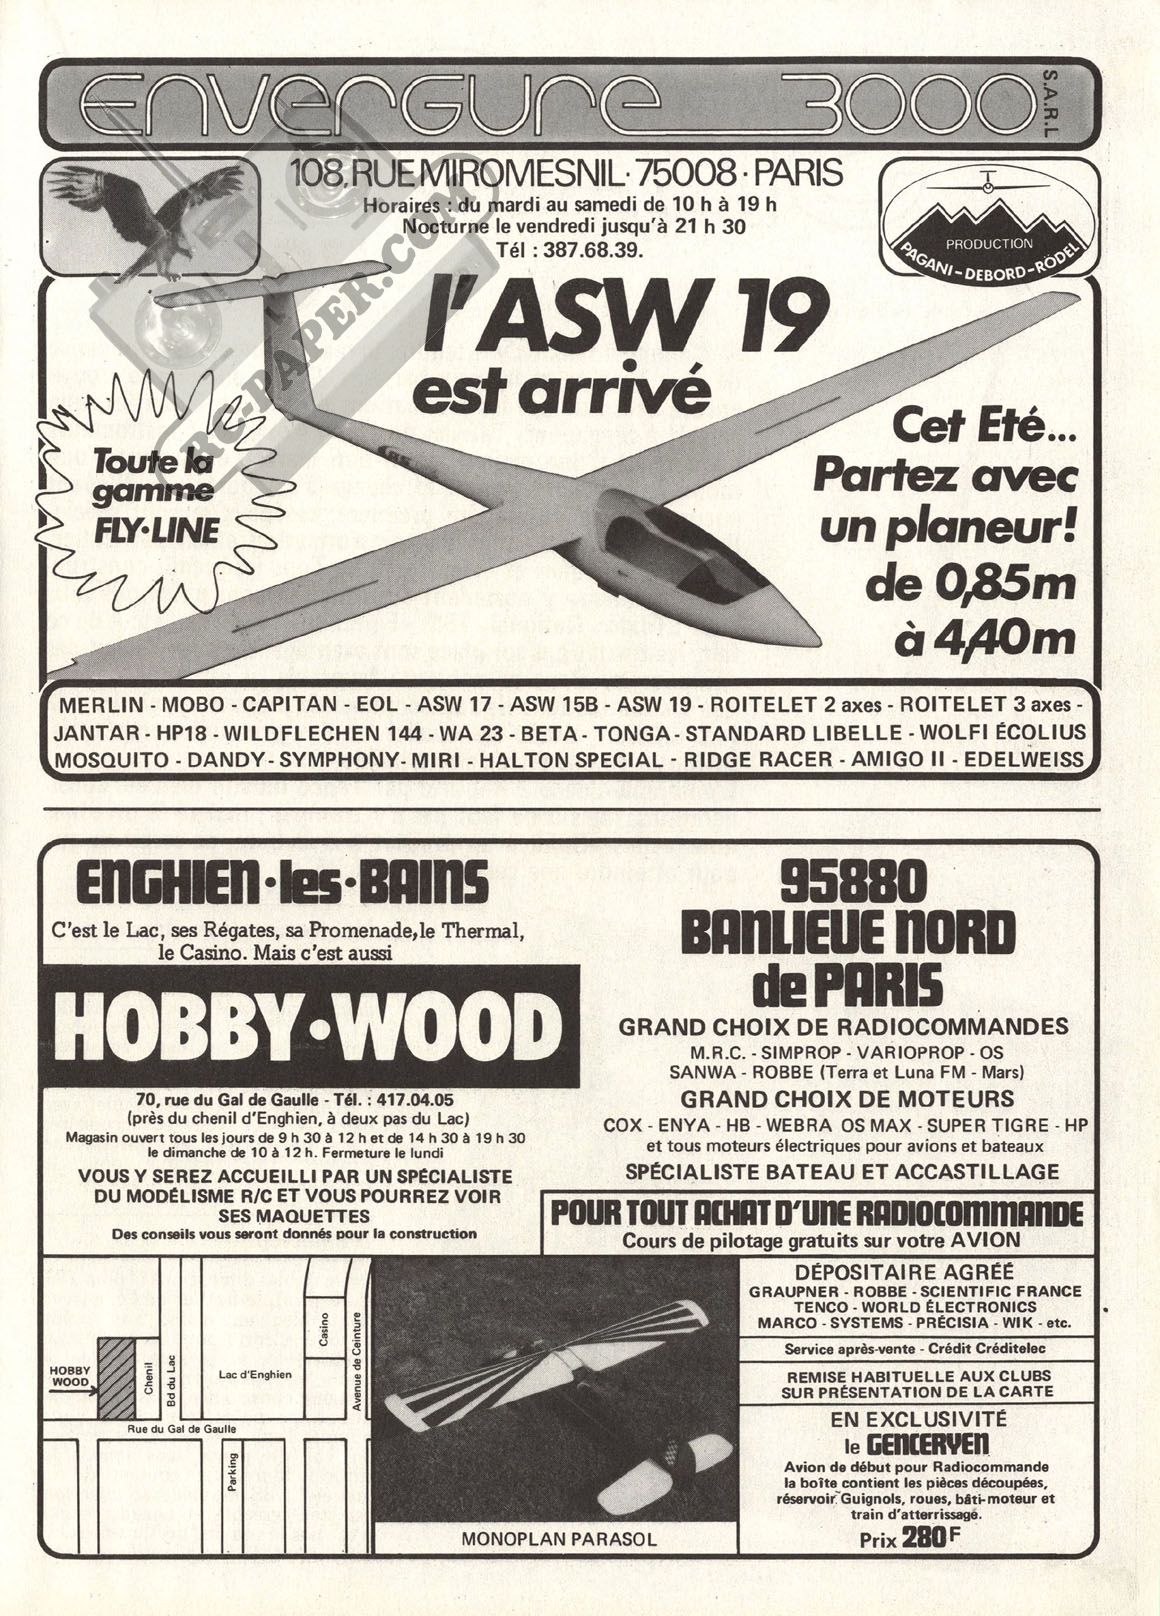 EnVerGUre 3000 S.A.R.L
108, RUE MIROMESNIL · 75008 · PARIS
Horaires : du mardi au samedi de 10 h à 19 h
Nocturne le vendredi jusqu'à 21 h 30
Tél : 387.68.39.
PRODUCTION
PAGANI-DEBORD-RÖDEL
RC-PAPER.COM
l'ASW 19
est arrivé
Toute la
gamme
FLY·LINE
Cet Eté...
Partez avec
un planeur!
de 0,85m
à 4,40m
MERLIN - MOBO - CAPITAN - EOL - ASW 17 - ASW 15B - ASW 19 - ROITELET 2 axes - ROITELET 3 axes -
JANTAR - HP18 - WILDFLECHEN 144 - WA 23 - BETA - TONGA - STANDARD LIBELLE - WOLFI ÉCOLIUS
MOSQUITO - DANDY - SYMPHONY - MIRI - HALTON SPECIAL - RIDGE RACER - AMIGO II - EDELWEISS
ENGHIEN·les·BAINS
C'est le Lac, ses Régates, sa Promenade, le Thermal,
le Casino. Mais c'est aussi
HOBBY·WOOD
70, rue du Gal de Gaulle - Tél. : 417.04.05
(près du chenil d'Enghien, à deux pas du Lac)
Magasin ouvert tous les jours de 9 h 30 à 12 h et de 14 h 30 à 19 h 30
le dimanche de 10 à 12 h. Fermeture le lundi
VOUS Y SEREZ ACCUEILLI PAR UN SPÉCIALISTE
DU MODÉLISME R/C ET VOUS POURREZ VOIR
SES MAQUETTES
Des conseils vous seront donnés pour la construction
95880
BANLIEUE NORD
de PARIS
GRAND CHOIX DE RADIOCOMMANDES
M.R.C. - SIMPROP - VARIOPROP - OS
SANWA - ROBBE (Terra et Luna FM - Mars)
GRAND CHOIX DE MOTEURS
COX - ENYA - HB - WEBRA OS MAX - SUPER TIGRE - HP
et tous moteurs électriques pour avions et bateaux
SPÉCIALISTE BATEAU ET ACCASTILLAGE
POUR TOUT ACHAT D'UNE RADIOCOMMANDE
Cours de pilotage gratuits sur votre AVION
HOBBY
WOOD
Chenil
Bd du Lac
Lac d'Enghien
Casino
Avenue de Ceinture
Rue du Gal de Gaulle
Parking
MONOPLAN PARASOL
DÉPOSITAIRE AGRÉÉ
GRAUPNER - ROBBE - SCIENTIFIC FRANCE
TENCO - WORLD ÉLECTRONICS
MARCO - SYSTEMS - PRÉCISIA - WIK - etc.
Service après-vente - Crédit Créditelec
REMISE HABITUELLE AUX CLUBS
SUR PRÉSENTATION DE LA CARTE
EN EXCLUSIVITÉ
le GENCERYEN
Avion de début pour Radiocommande
la boîte contient les pièces découpées,
réservoir Guignols, roues, bâti-moteur et
train d'atterrissage.
Prix 280F